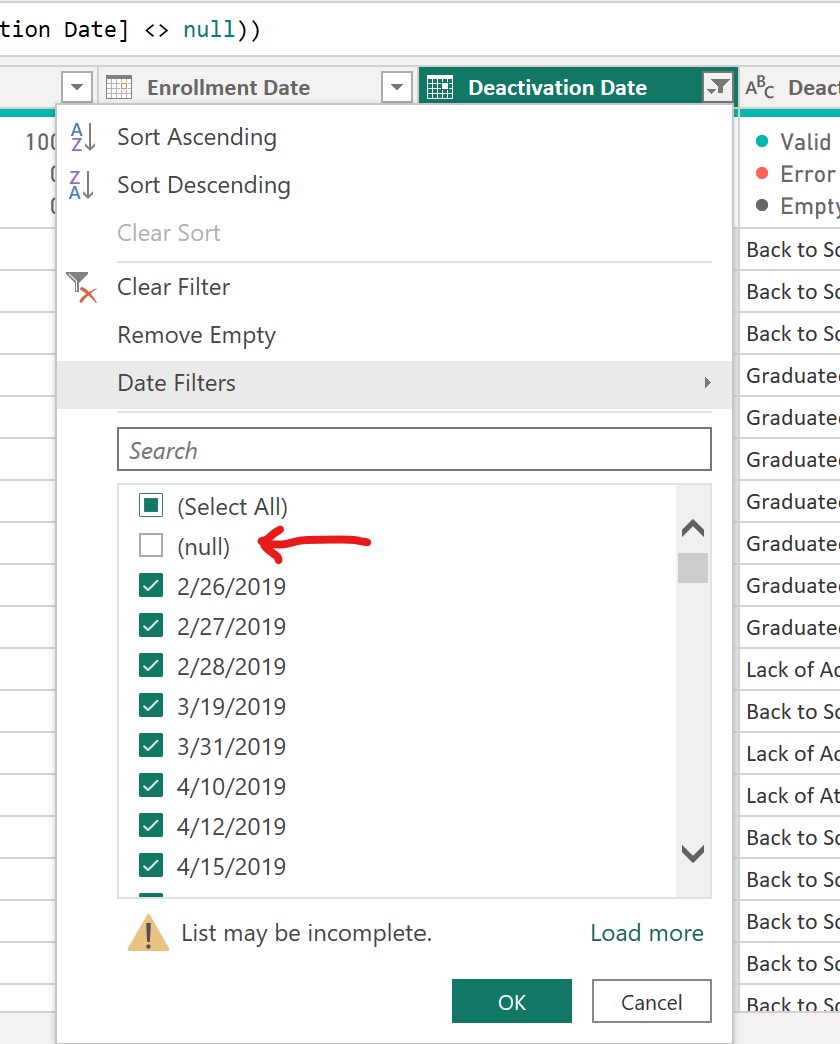 tion Date] <> null))
Enrollment Date
Deactivation Date
ABC Deact
100
Valid
Error
Empty
Sort Ascending
Sort Descending
Clear Sort
Clear Filter
Remove Empty
Date Filters
Search
(Select All)
(null)
2/26/2019
2/27/2019
2/28/2019
3/19/2019
3/31/2019
4/10/2019
4/12/2019
4/15/2019
List may be incomplete.
Load more
OK
Cancel
Back to Sc
Back to Sc
Back to Sc
Graduated
Graduated
Graduated
Graduated
Graduated
Graduated
Graduated
Lack of Ac
Back to Sc
Lack of Ac
Lack of At
Back to Sc
Back to Sc
Back to Sc
Back to Sc
Back to Sc